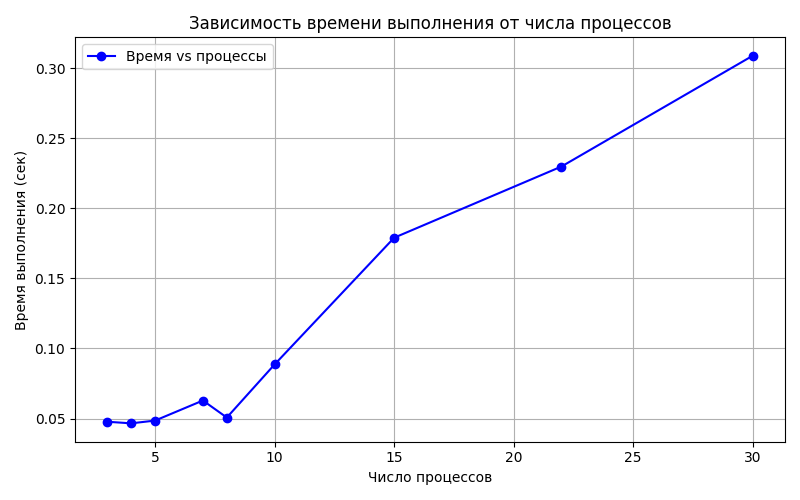 Зависимость времени выполнения от числа процессов
Время vs процессы
Время выполнения (сек)
0.30
0.25
0.20
0.15
0.10
0.05
5 10 15 20 25 30
Число процессов